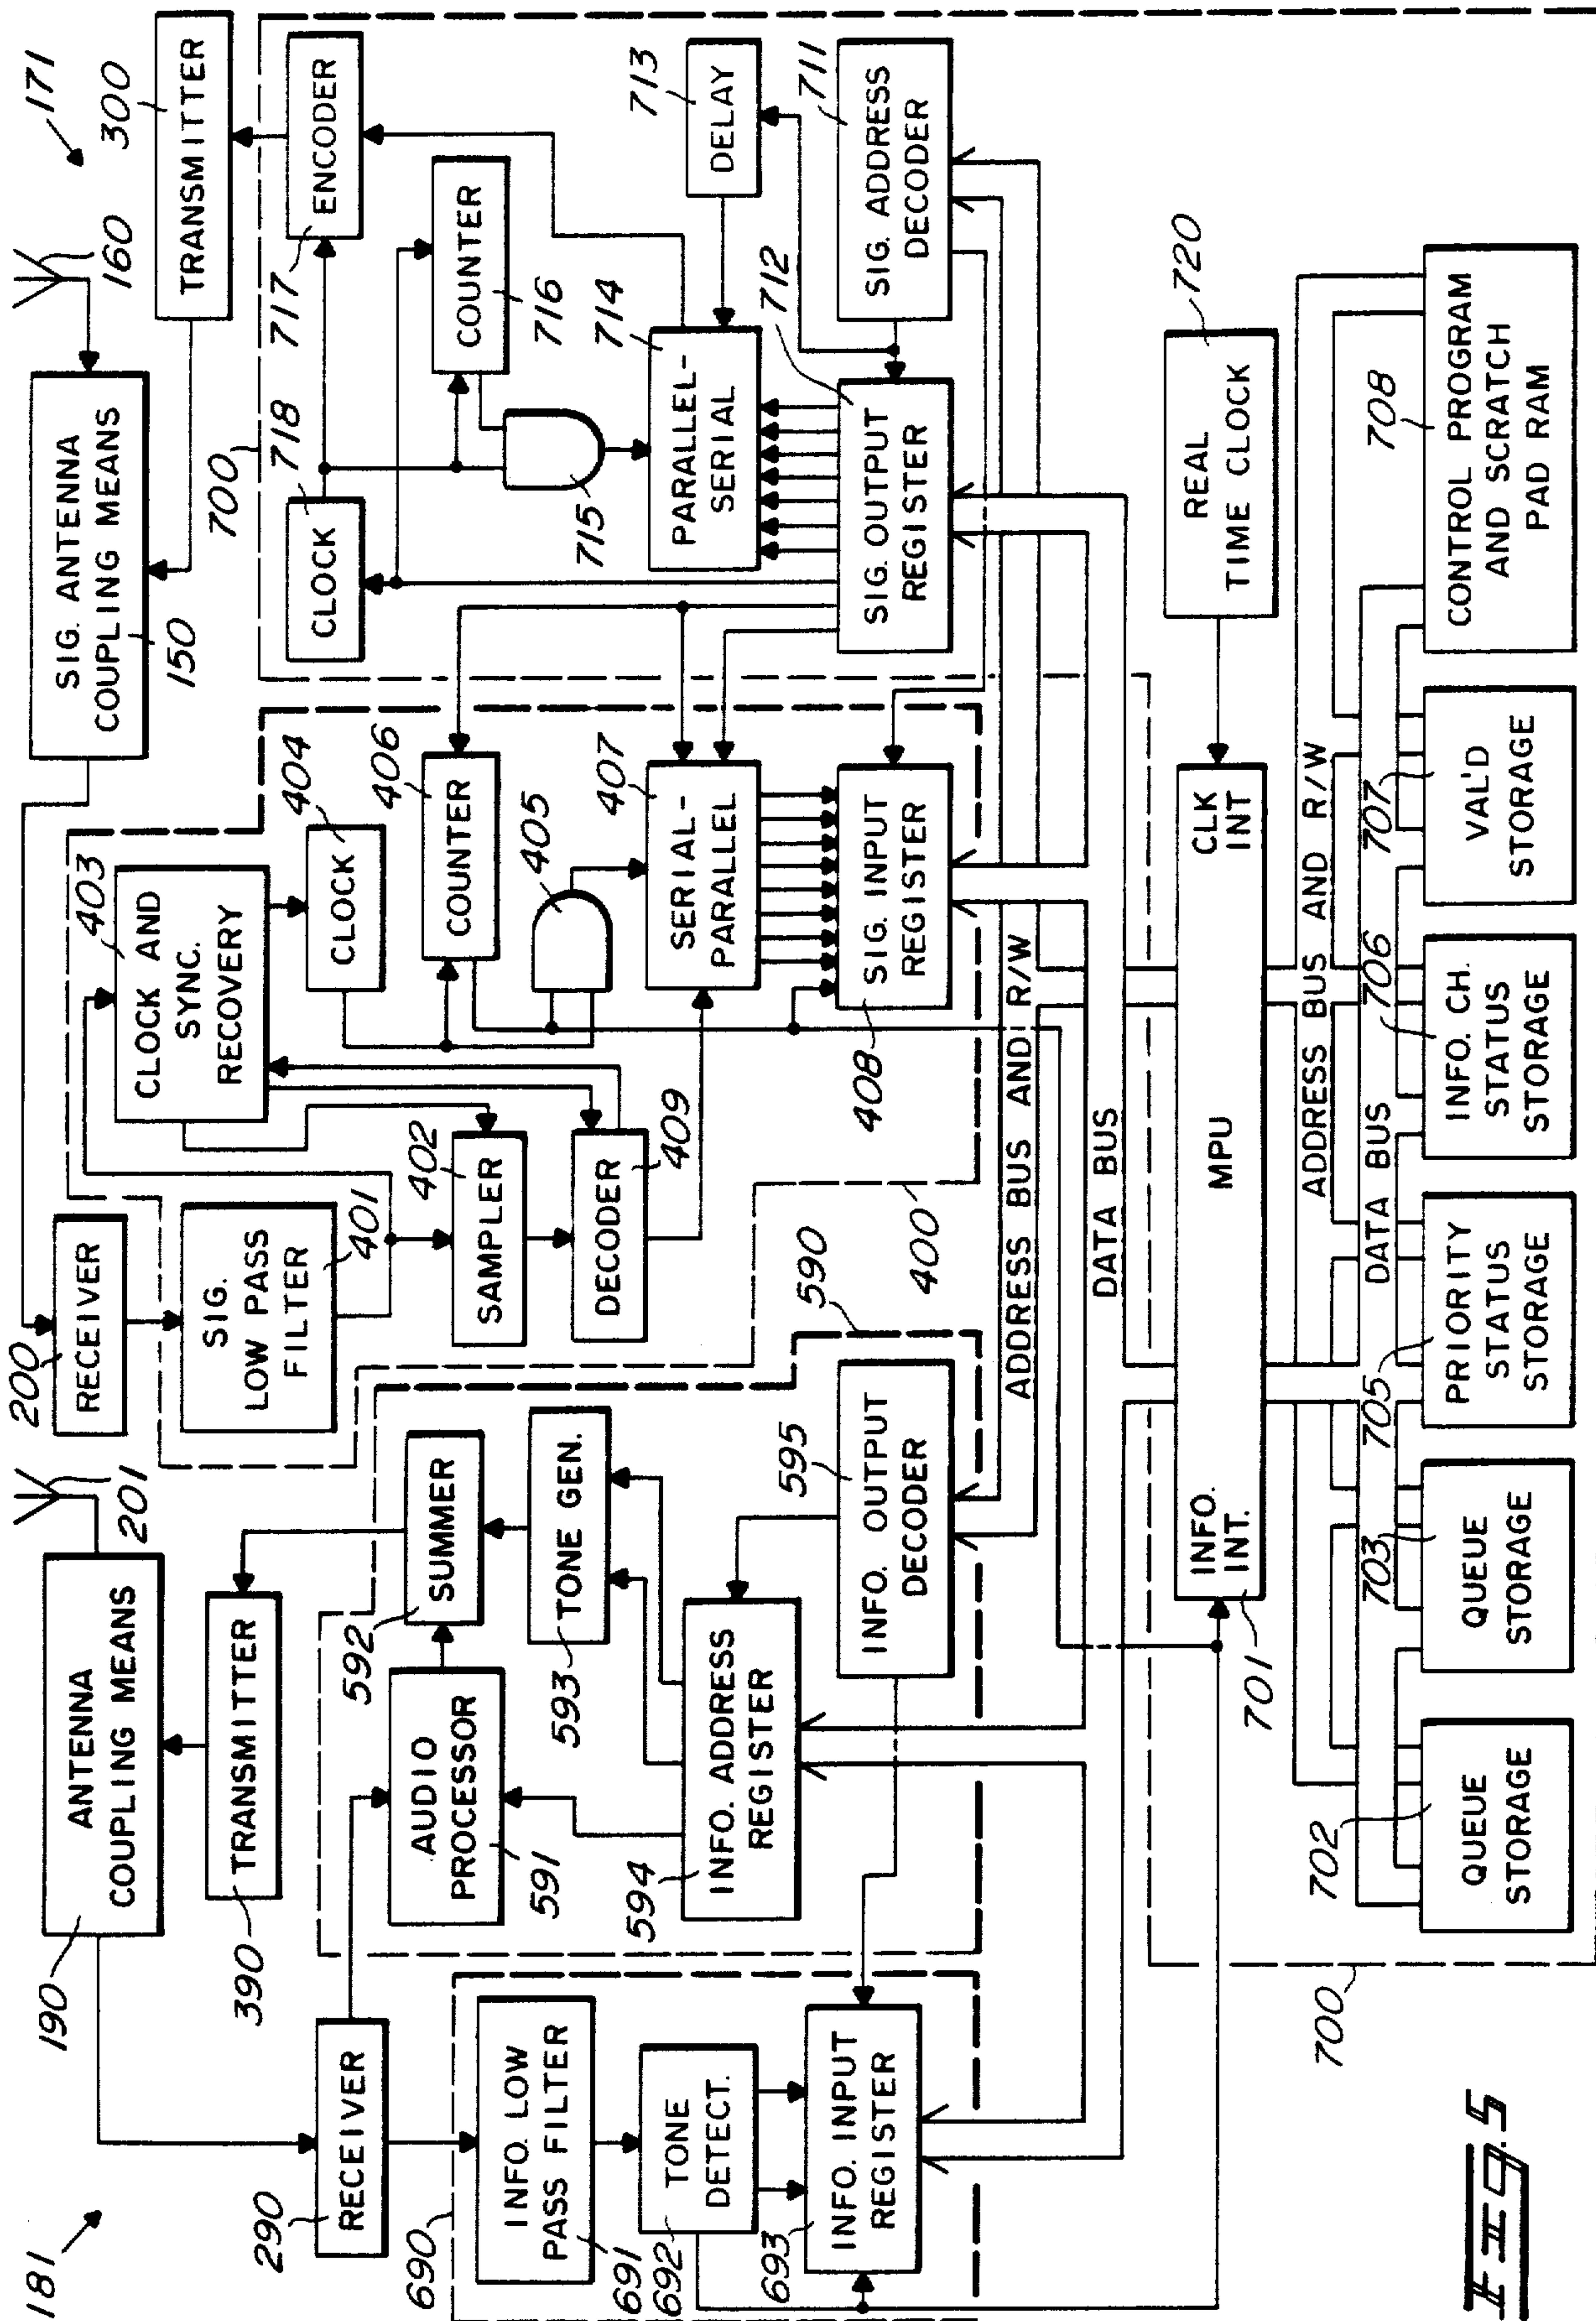 181
190
ANTENNA
COUPLING MEANS
201
200
RECEIVER
SIG. ANTENNA
COUPLING MEANS
150
160
171
390
TRANSMITTER
SIG.
LOW PASS
FILTER
401
403
CLOCK AND
SYNC.
RECOVERY
404
CLOCK
700
718
CLOCK
717
ENCODER
300
TRANSMITTER
290
RECEIVER
AUDIO
PROCESSOR
591
592
SUMMER
402
SAMPLER
406
COUNTER
405
COUNTER
716
715
690
INFO. LOW
PASS FILTER
691
593
TONE GEN.
DECODER
409
407
SERIAL-
PARALLEL
714
PARALLEL-
SERIAL
713
DELAY
692
TONE
DETECT.
594
INFO. ADDRESS
REGISTER
595
INFO. OUTPUT
DECODER
590
400
408
SIG. INPUT
REGISTER
712
SIG. OUTPUT
REGISTER
711
SIG. ADDRESS
DECODER
693
INFO. INPUT
REGISTER
ADDRESS BUS AND R/W
DATA BUS
INFO.
INT.
701
MPU
CLK
INT
REAL
TIME CLOCK
720
ADDRESS BUS AND R/W
DATA BUS
700
702
QUEUE
STORAGE
703
QUEUE
STORAGE
705
PRIORITY
STATUS
STORAGE
706
INFO. CH.
STATUS
STORAGE
707
VAL'D
STORAGE
708
CONTROL PROGRAM
AND SCRATCH
PAD RAM
FIG. 5